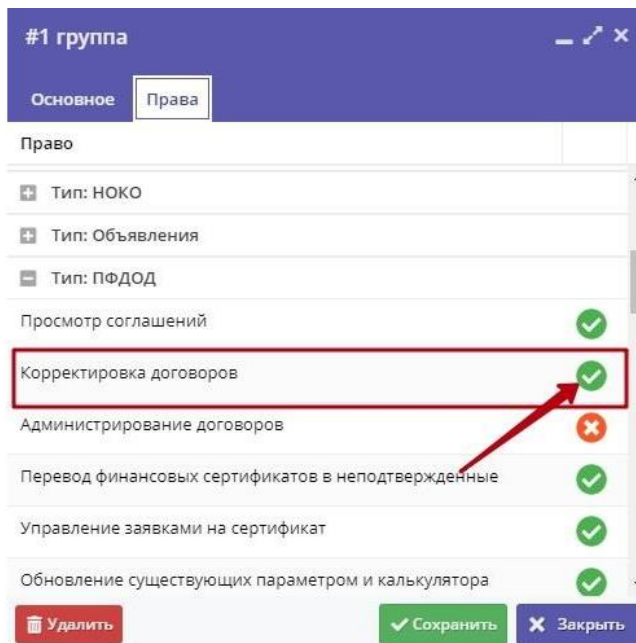 #1 группа
Основное Права
Право
Тип: НОКО
Тип: Объявления
Тип: ПФДОД
Просмотр соглашений
Корректировка договоров
Администрирование договоров
Перевод финансовых сертификатов в неподтвержденные
Управление заявками на сертификат
Обновление существующих параметром и калькулятора
Удалить Сохранить Закрыть